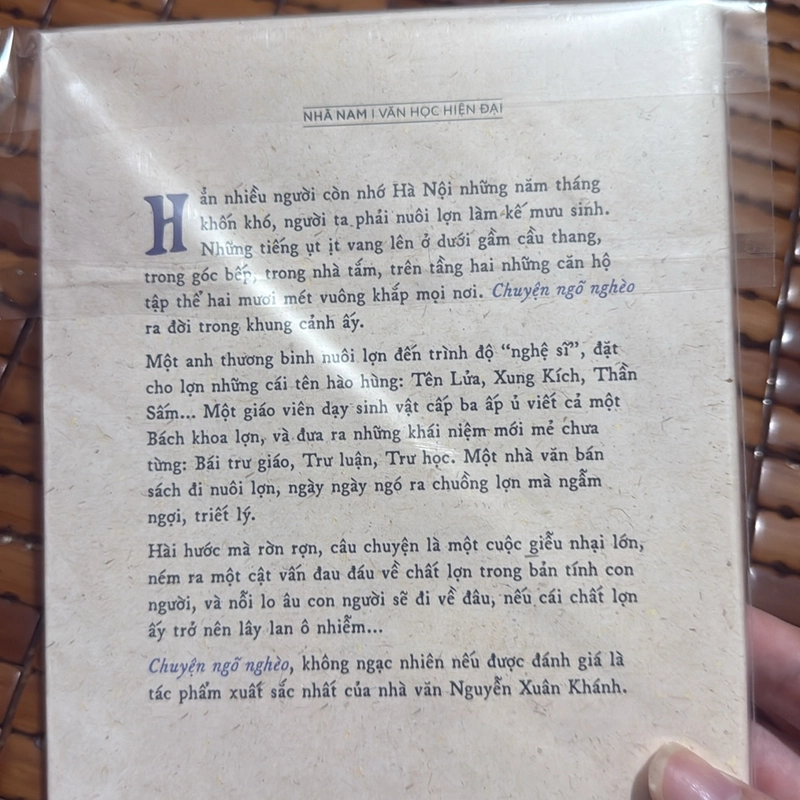 NHÃ NAM | VĂN HỌC HIỆN ĐẠI
Hẳn nhiều người còn nhớ Hà Nội những năm tháng
khốn khó, người ta phải nuôi lợn làm kế mưu sinh.
Những tiếng ụt ịt vang lên ở dưới gầm cầu thang,
trong góc bếp, trong nhà tắm, trên tầng hai những căn hộ
tập thể hai mươi mét vuông khắp mọi nơi. Chuyện ngõ nghèo
ra đời trong khung cảnh ấy.
Một anh thương binh nuôi lợn đến trình độ “nghệ sĩ”, đặt
cho lợn những cái tên hào hùng: Tên Lửa, Xung Kích, Thần
Sấm... Một giáo viên dạy sinh vật cấp ba ấp ủ viết cả một
Bách khoa lợn, và đưa ra những khái niệm mới mẻ chưa
từng: Bái trư giáo, Trư luận, Trư học. Một nhà văn bán
sách đi nuôi lợn, ngày ngày ngó ra chuồng lợn mà ngẫm
ngợi, triết lý.
Hài hước mà rờn rợn, câu chuyện là một cuộc giễu nhại lớn,
ném ra một cật vấn đau đáu về chất lợn trong bản tính con
người, và nỗi lo âu con người sẽ đi về đâu, nếu cái chất lợn
ấy trở nên lây lan ô nhiễm...
Chuyện ngõ nghèo, không ngạc nhiên nếu được đánh giá là
tác phẩm xuất sắc nhất của nhà văn Nguyễn Xuân Khánh.